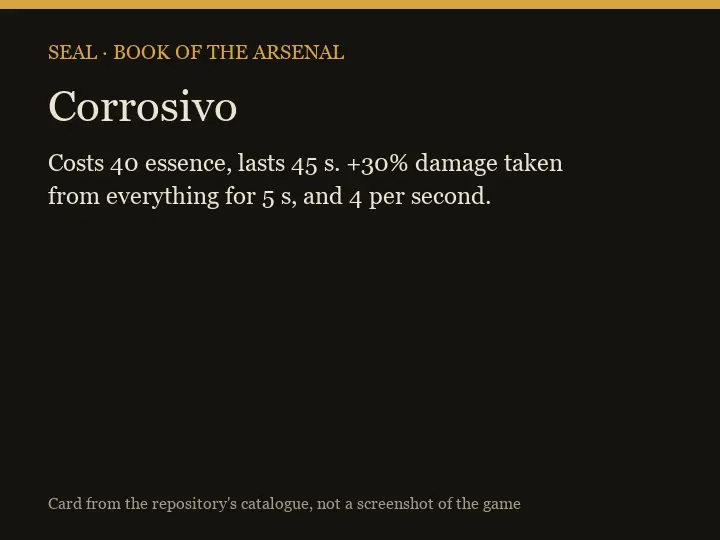 SEAL · BOOK OF THE ARSENAL
Corrosivo
Costs 40 essence, lasts 45 s. +30% damage taken
from everything for 5 s, and 4 per second.
Card from the repository's catalogue, not a screenshot of the game